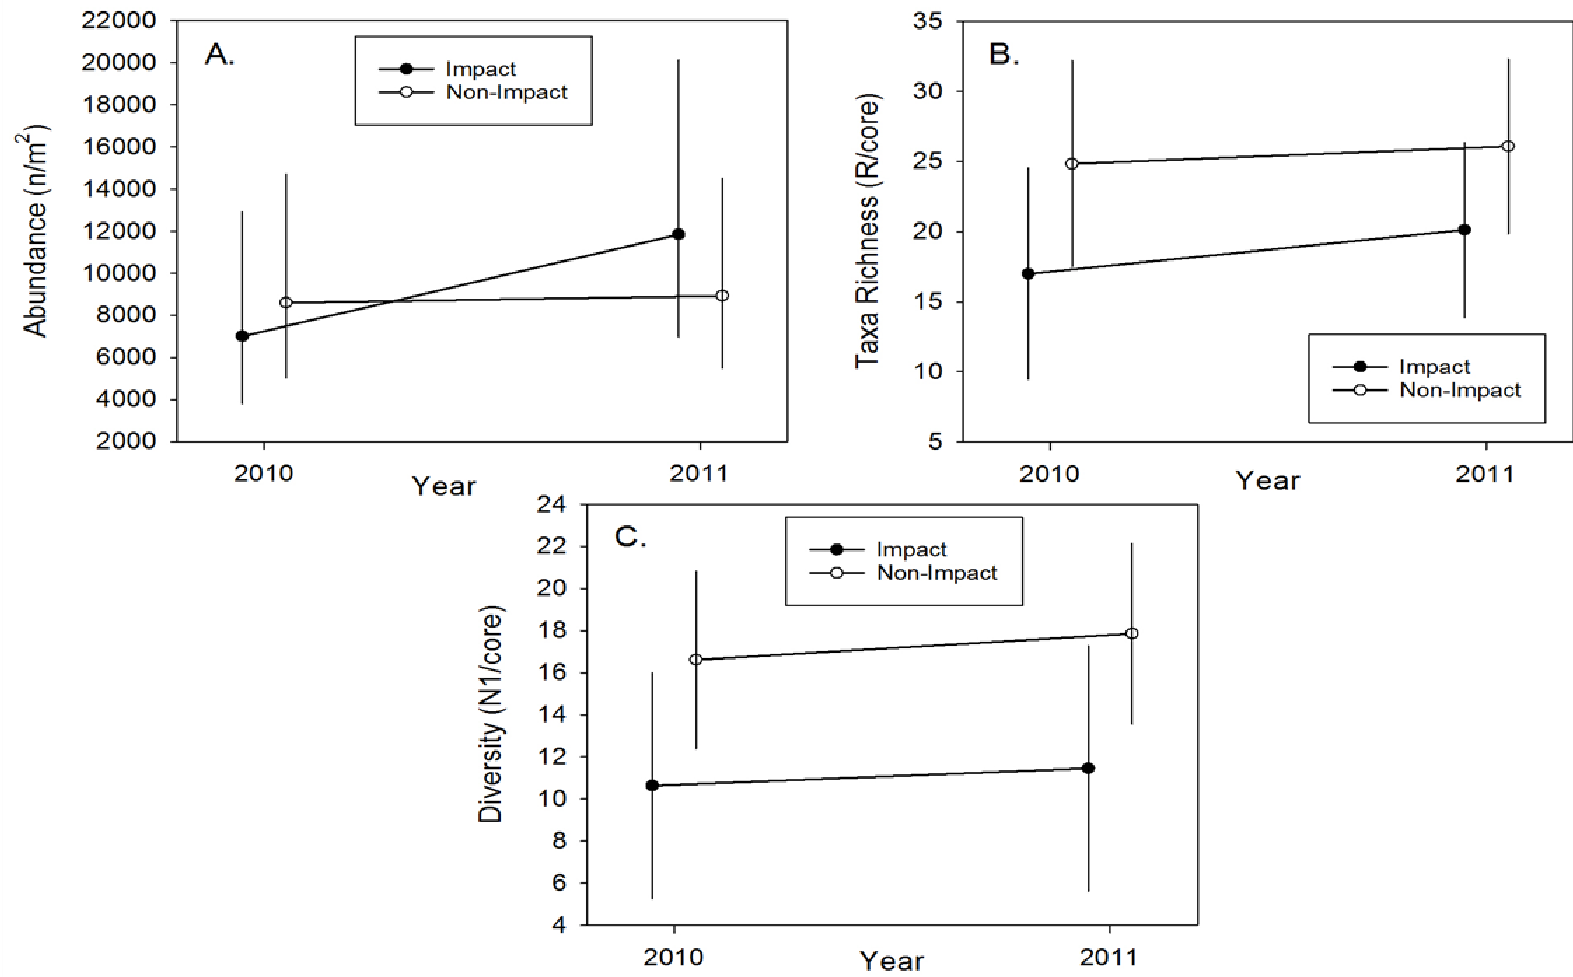 A.
Impact
Non-Impact
Abundance (n/m²)
22000
20000
18000
16000
14000
12000
10000
8000
6000
4000
2000
2010
2011
Year
B.
Taxa Richness (R/core)
35
30
25
20
15
10
5
Impact
Non-Impact
2010
2011
Year
C.
Impact
Non-Impact
Diversity (N1/core)
24
22
20
18
16
14
12
10
8
6
4
2010
2011
Year